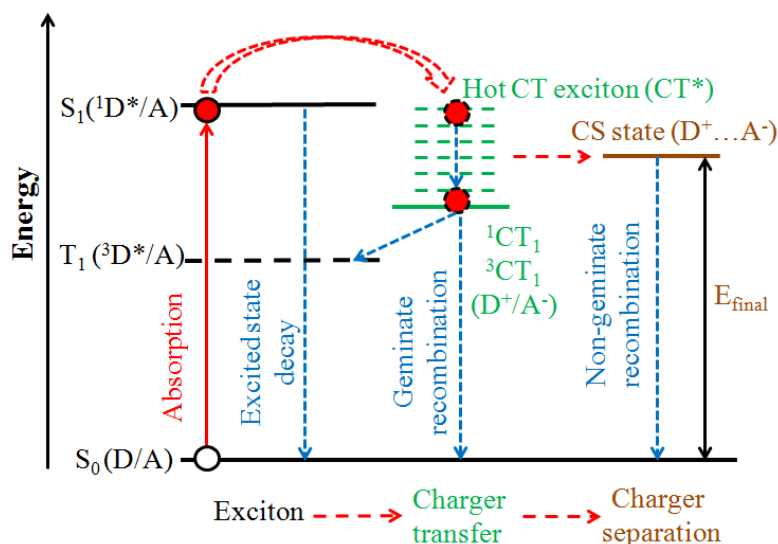 Energy
S₁(¹D*/A)
Hot CT exciton (CT*)
CS state (D⁺...A⁻)
T₁(³D*/A)
¹CT₁
³CT₁
(D⁺/A⁻)
Absorption
Excited state
decay
Geminate
recombination
Non-geminate
recombination
E_final
S₀(D/A)
Exciton
Charger
transfer
Charger
separation